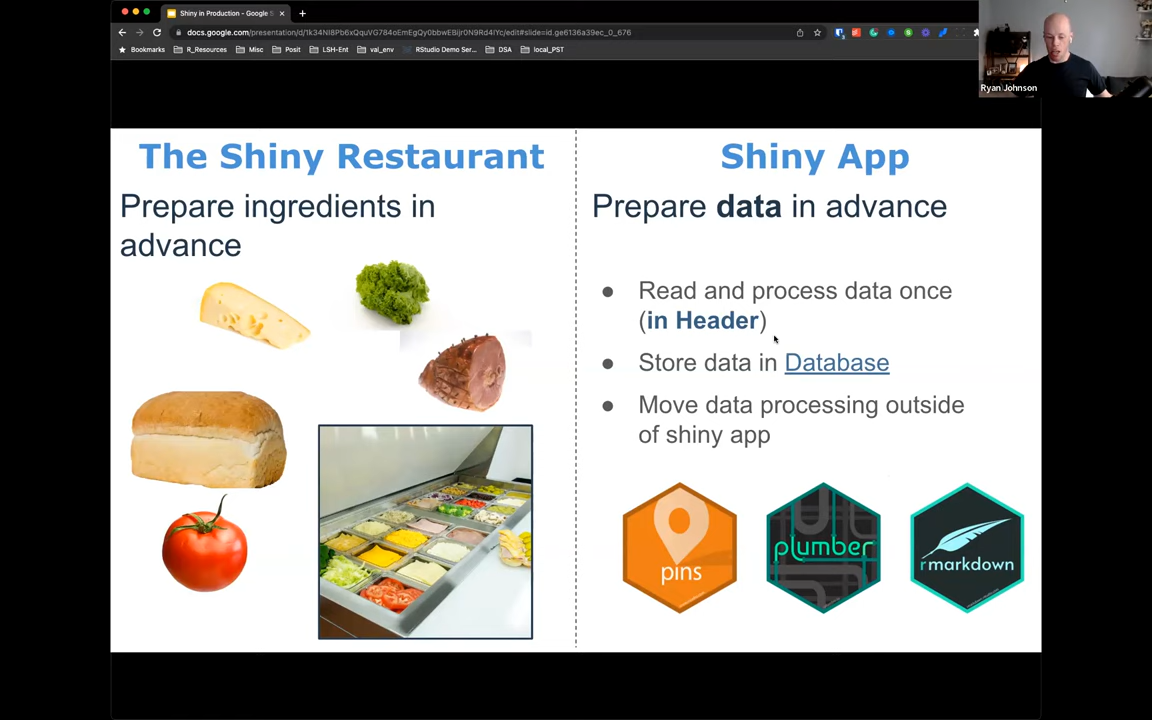 Shiny in Production - Google S
docs.google.com/presentation/d/1k34NI8Pb6xQquVG784oEmEgQy0bbwEBijr0N9Rd4IYc/edit#slide=id.ge6136a39ec_0_676
Bookmarks R_Resources Misc Posit LSH-Ent val_env RStudio Demo Ser... DSA local_PST
Ryan Johnson
The Shiny Restaurant
Prepare ingredients in
advance
Shiny App
Prepare data in advance
● Read and process data once
(in Header)
● Store data in Database
● Move data processing outside
of shiny app
pins
plumber
rmarkdown